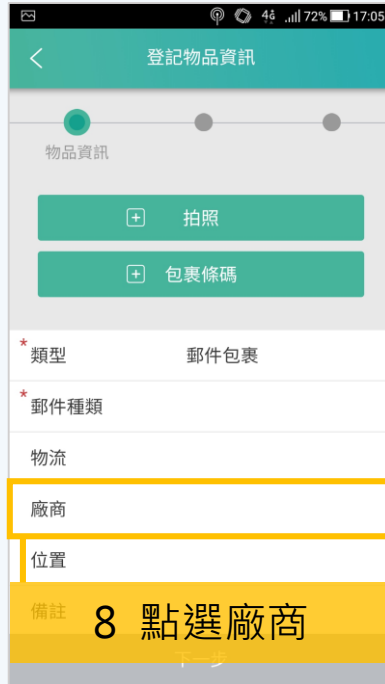 4G 72% 17:05
登記物品資訊
物品資訊
拍照
包裹條碼
*類型 郵件包裹
*郵件種類
物流
廠商
位置
備註
8 點選廠商
下一步